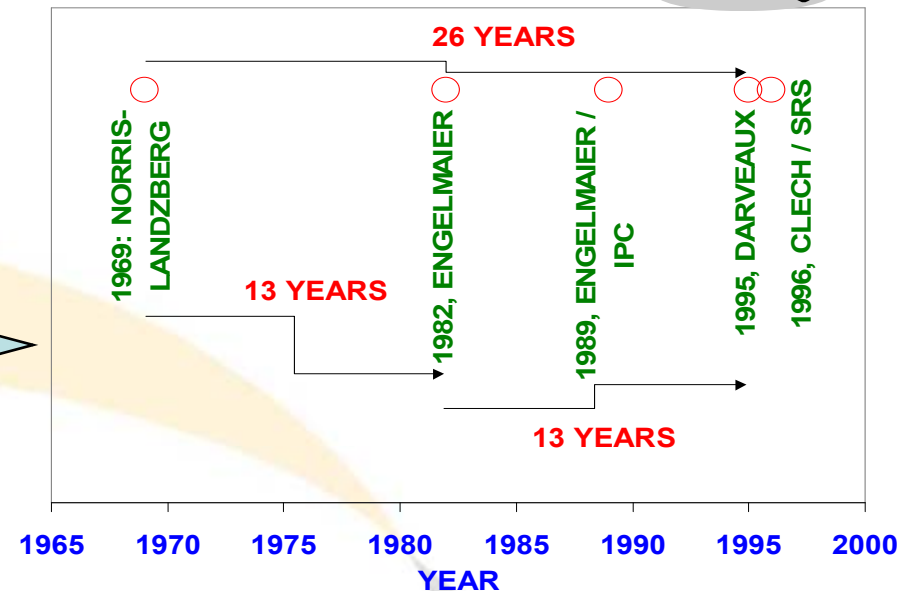 26 YEARS
1969: NORRIS-
LANDZBERG
1982, ENGELMAIER
1989, ENGELMAIER /
IPC
1995, DARVEAUX
1996, CLECH / SRS
13 YEARS
13 YEARS
1965 1970 1975 1980 1985 1990 1995 2000
YEAR